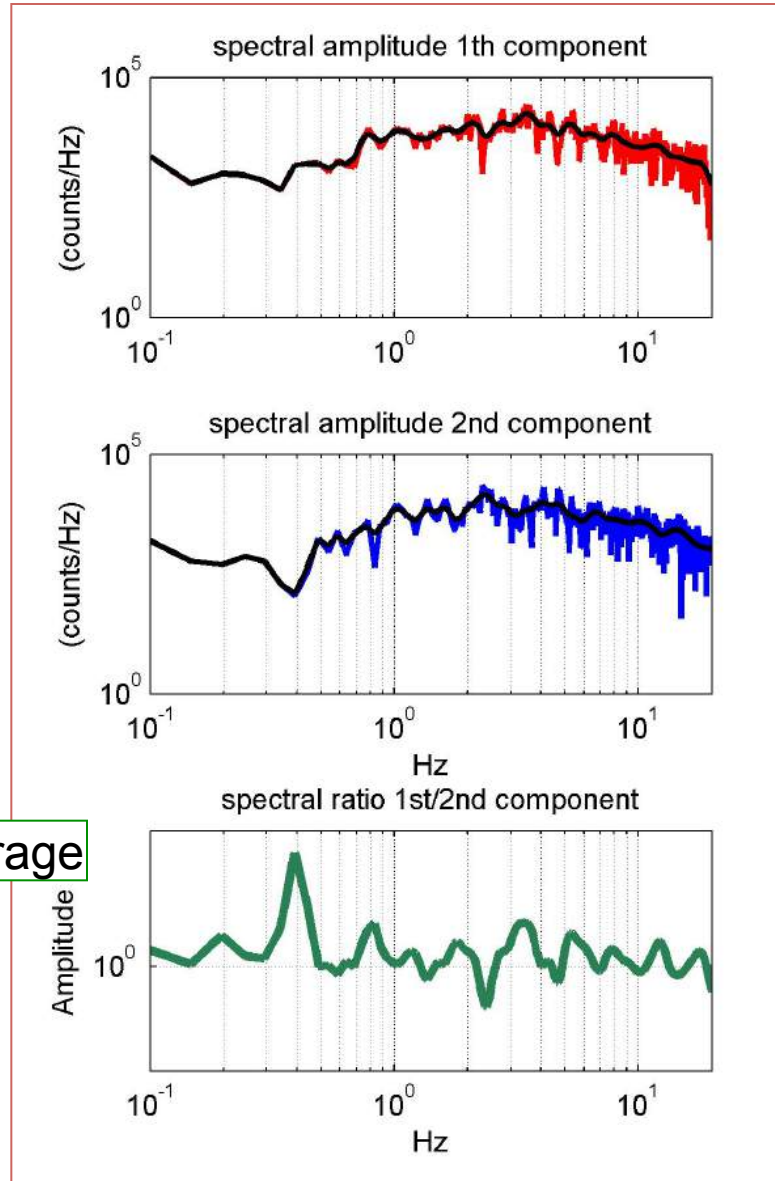 spectral amplitude 1th component
10^5
(counts/Hz)
10^0
10^-1 10^0 10^1
spectral amplitude 2nd component
10^5
(counts/Hz)
10^0
10^-1 10^0 10^1
Hz
spectral ratio 1st/2nd component
rage
Amplitude
10^0
10^-1 10^0 10^1
Hz